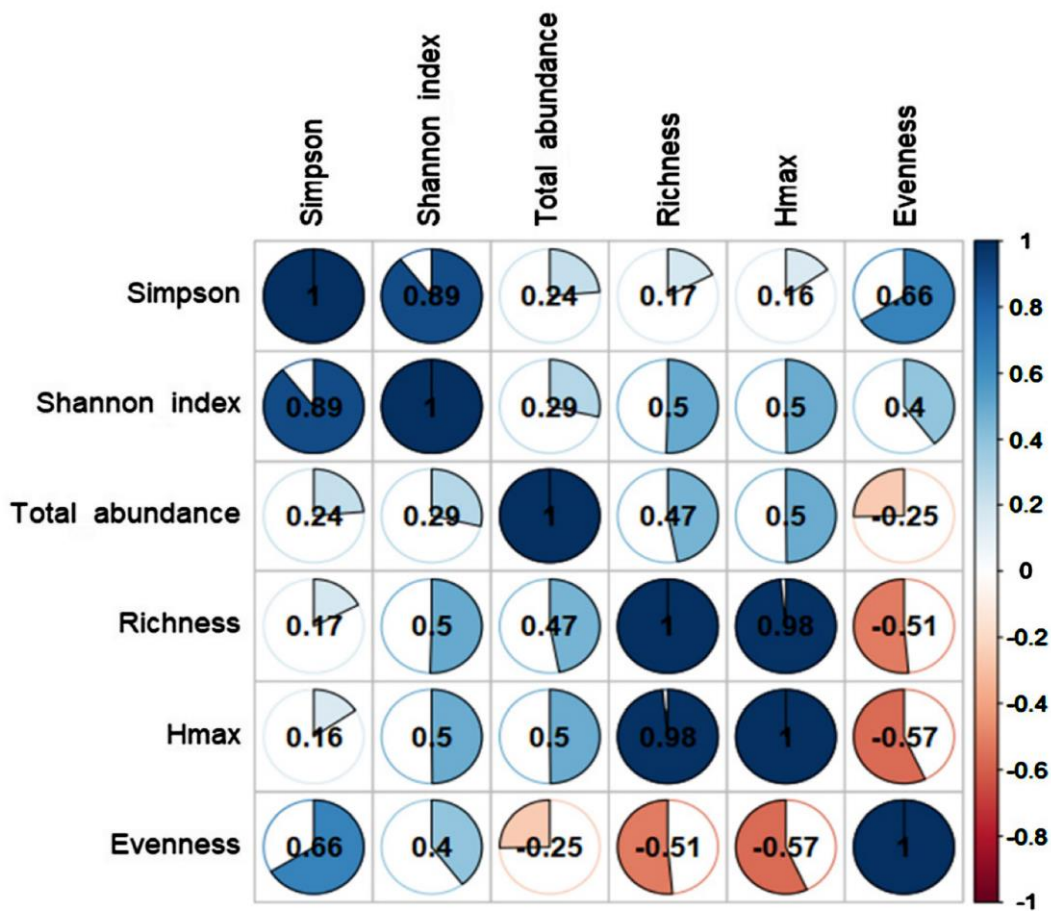 Simpson Shannon index Total abundance Richness Hmax Evenness
Simpson 1 0.89 0.24 0.17 0.16 0.66
Shannon index 0.89 1 0.29 0.5 0.5 0.4
Total abundance 0.24 0.29 1 0.47 0.5 -0.25
Richness 0.17 0.5 0.47 1 0.98 -0.51
Hmax 0.16 0.5 0.5 0.98 1 -0.57
Evenness 0.66 0.4 -0.25 -0.51 -0.57 1
1
0.8
0.6
0.4
0.2
0
-0.2
-0.4
-0.6
-0.8
-1